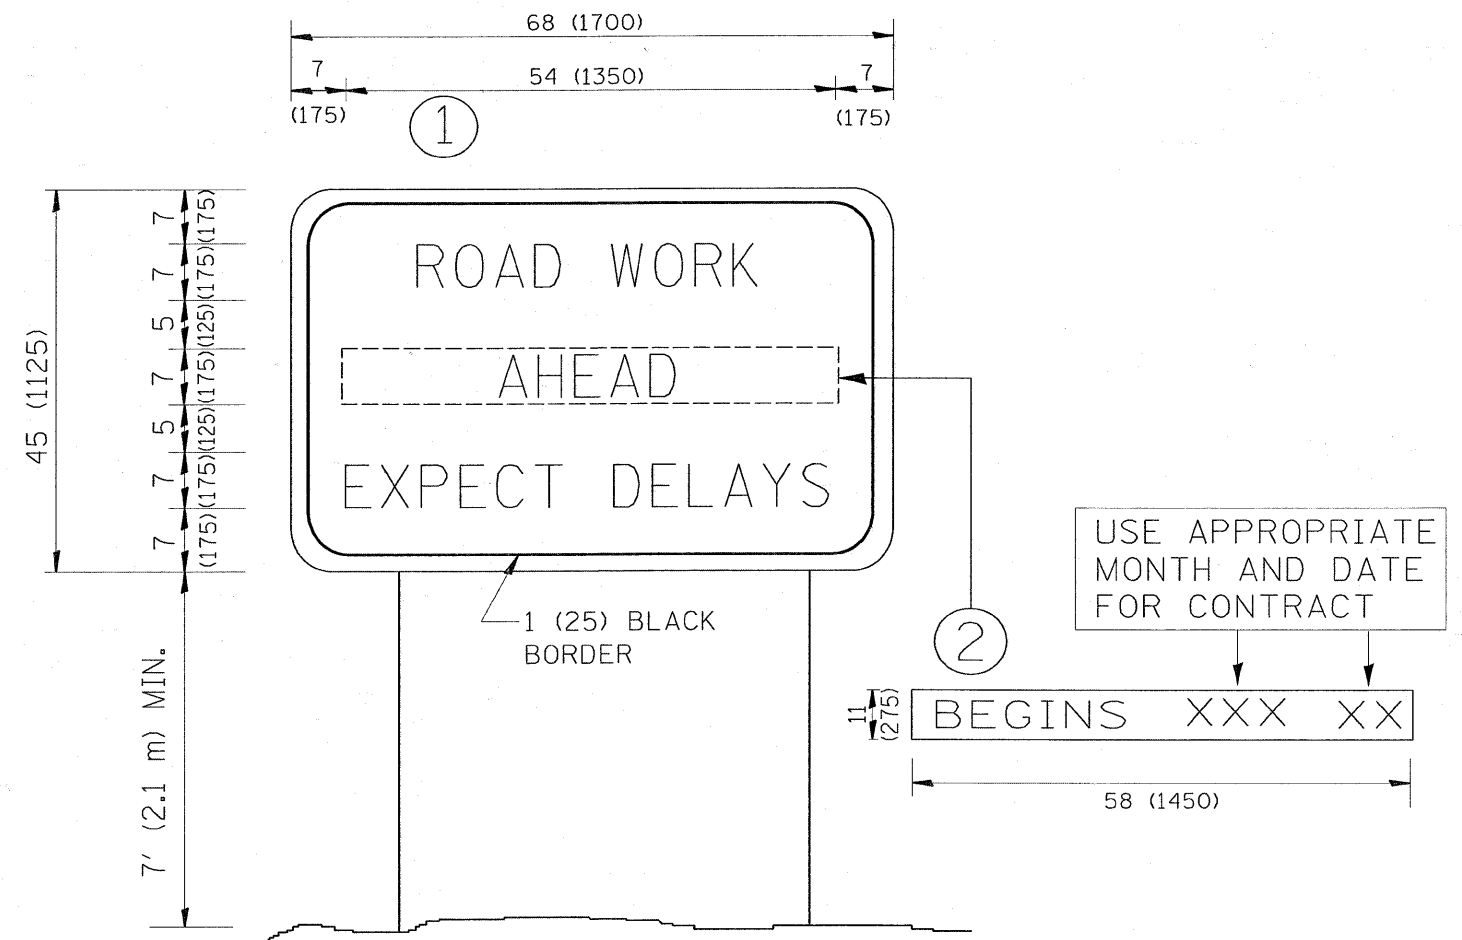 68 (1700)
7 54 (1350) 7
(175) (175)
1
7 (175)
7 (175)
5 (125)
7 (175)
5 (125)
7 (175)
7 (175)
45 (1125)
7' (2.1 m) MIN.
ROAD WORK
AHEAD
EXPECT DELAYS
1 (25) BLACK
BORDER
2
USE APPROPRIATE
MONTH AND DATE
FOR CONTRACT
11
(275)
BEGINS XXX XX
58 (1450)